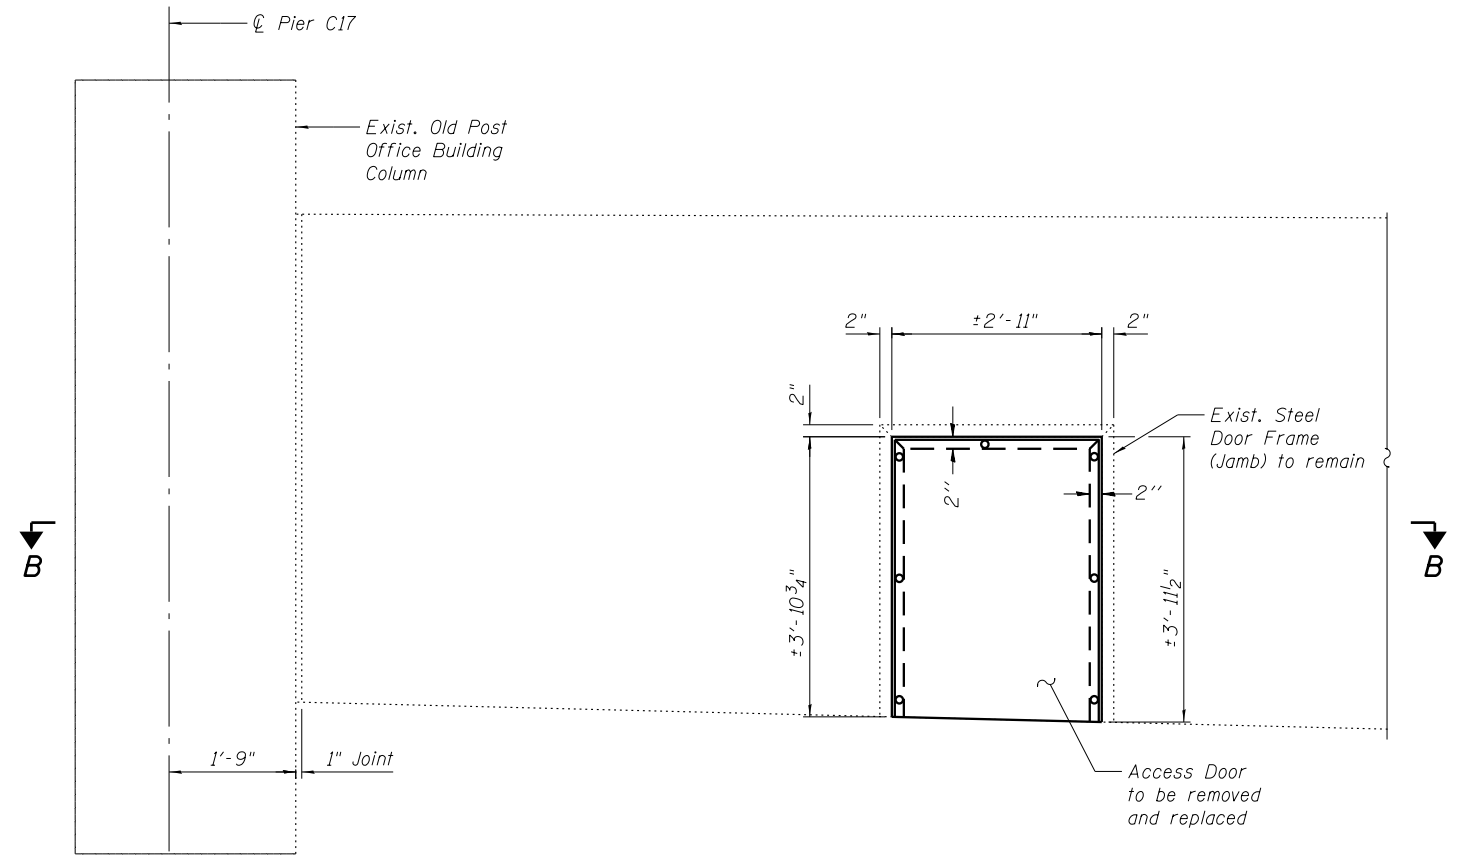 ℄ Pier C17
Exist. Old Post
Office Building
Column
2"
±2'-11"
2"
2"
Exist. Steel
Door Frame
(Jamb) to remain
2''
2''
B
B
±3'-10¾"
±3'-11½"
1'-9"
1" Joint
Access Door
to be removed
and replaced